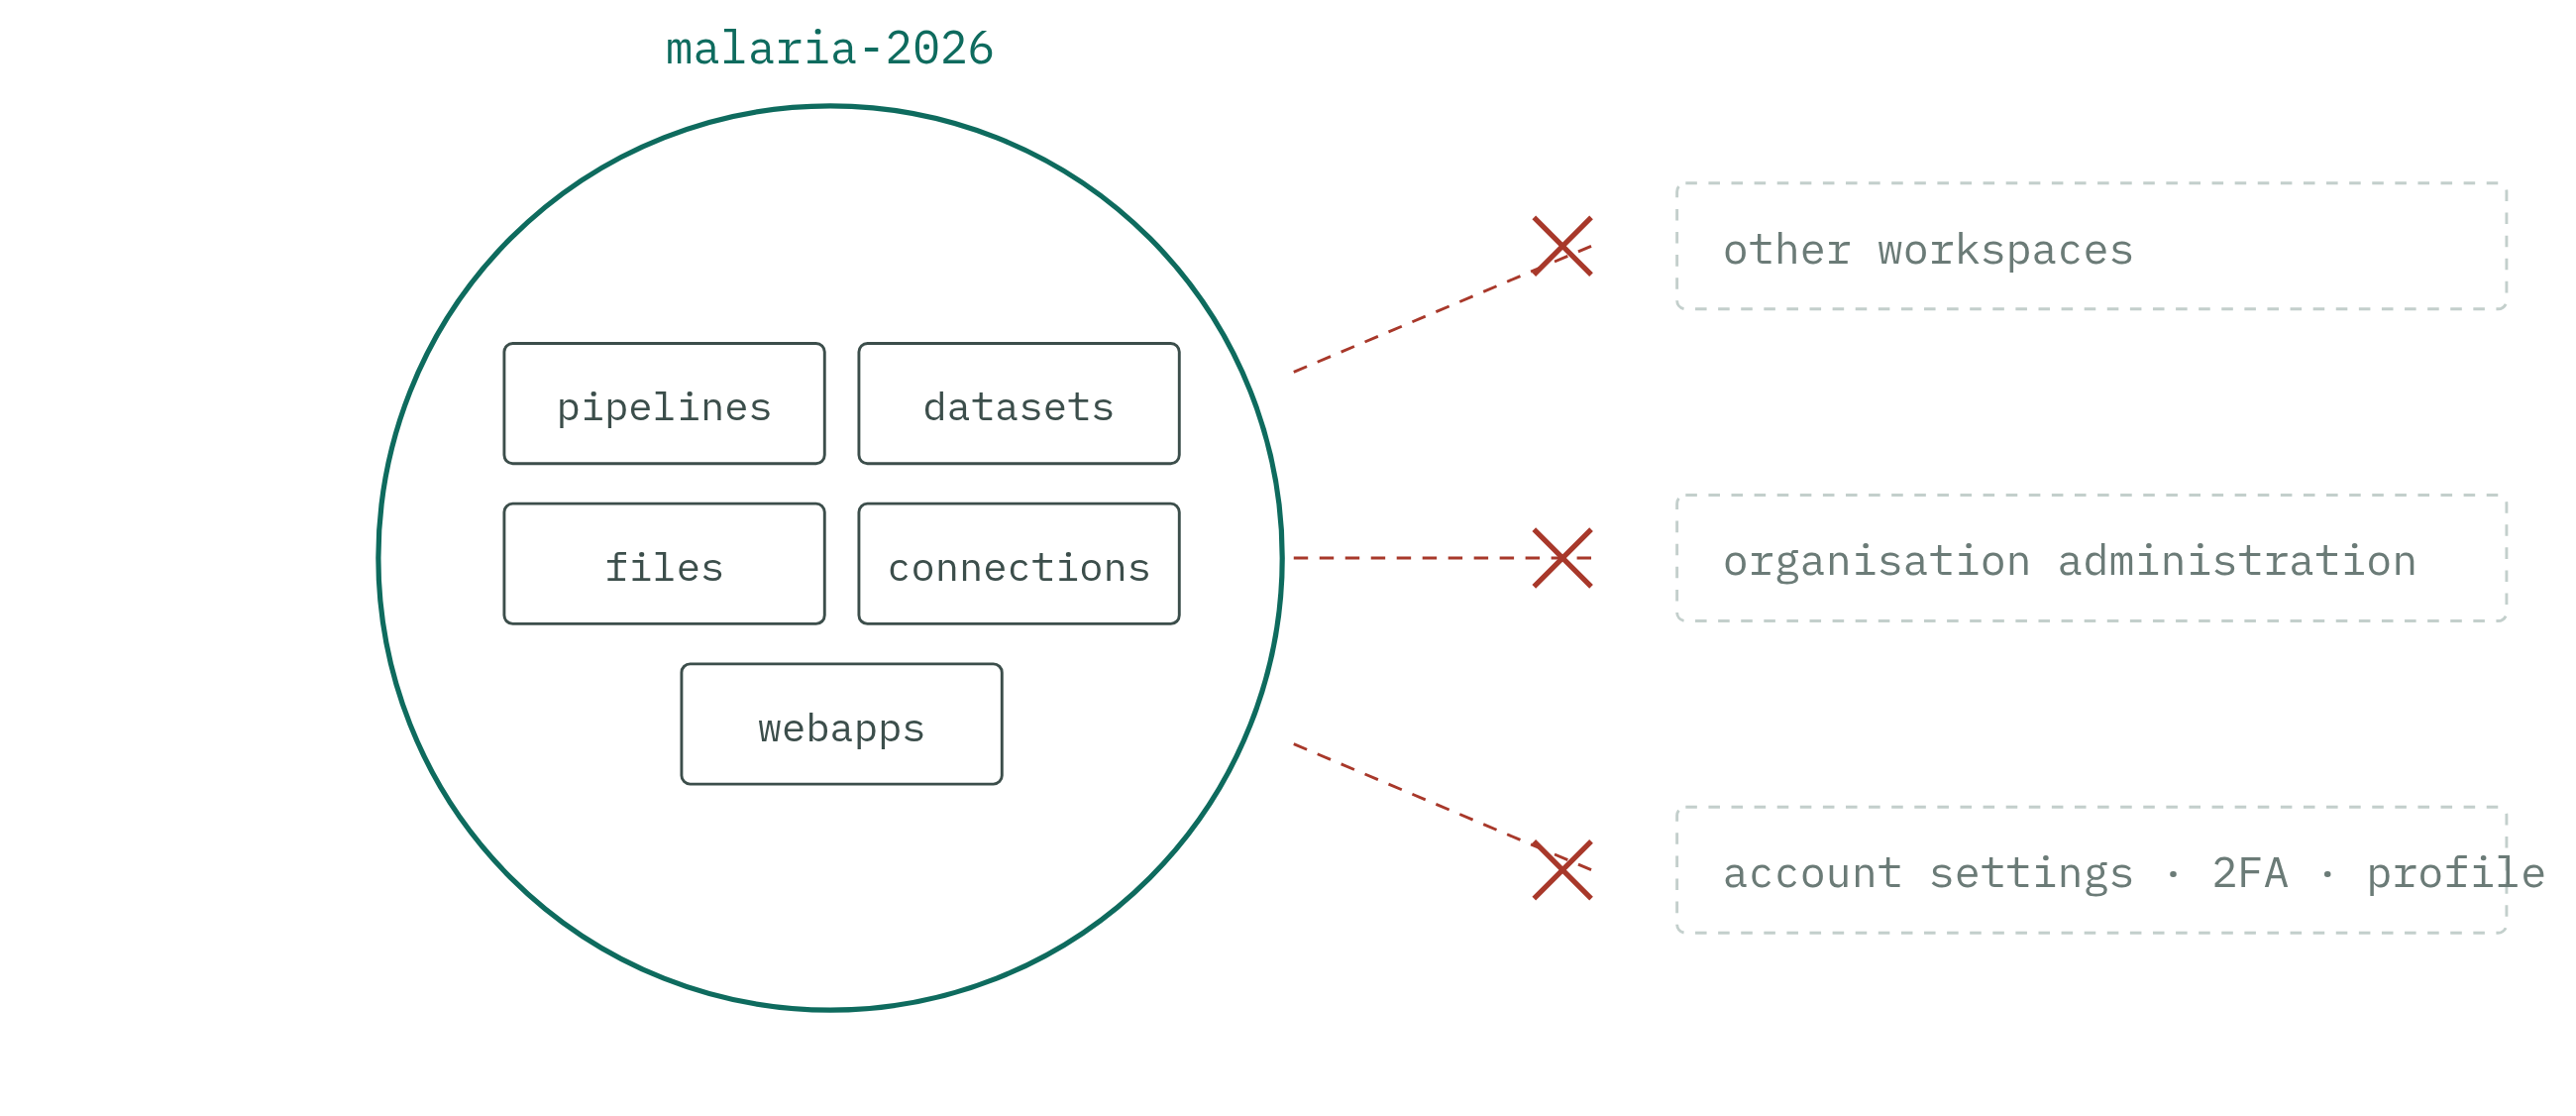 malaria-2026
pipelines
datasets
files
connections
webapps
other workspaces
organisation administration
account settings · 2FA · profile